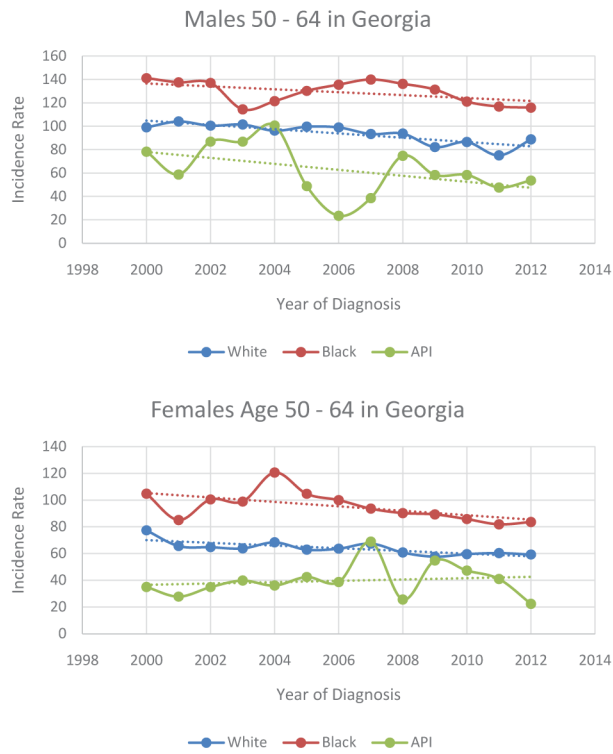 Males 50 - 64 in Georgia
160
140
120
100
80
60
40
20
0
Incidence Rate
1998 2000 2002 2004 2006 2008 2010 2012 2014
Year of Diagnosis
White Black API
Females Age 50 - 64 in Georgia
140
120
100
80
60
40
20
0
Incidence Rate
1998 2000 2002 2004 2006 2008 2010 2012 2014
Year of Diagnosis
White Black API